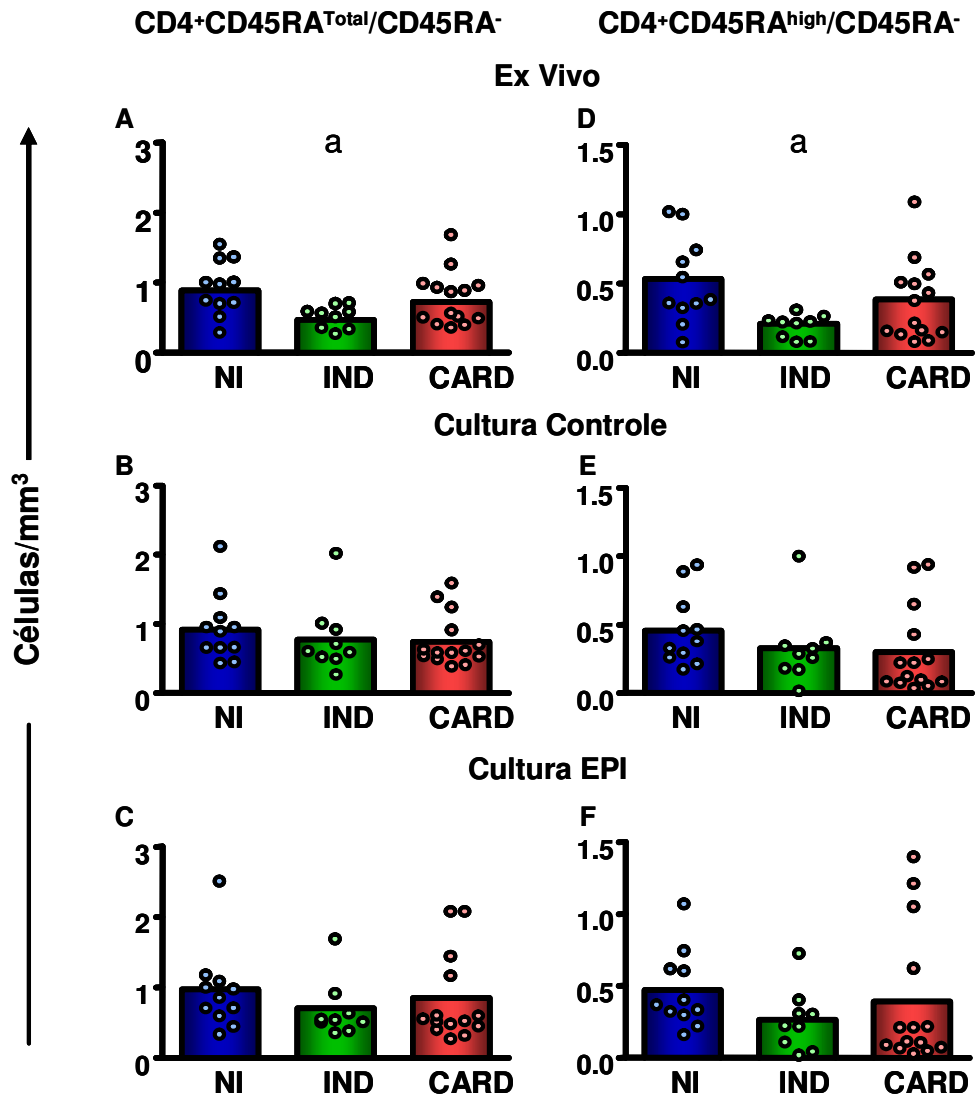 CD4⁺CD45RAᵀᵒᵗᵃˡ/CD45RA⁻ CD4⁺CD45RAʰⁱᵍʰ/CD45RA⁻
Ex Vivo
A
a
3
2
1
0
NI IND CARD
D
a
1.5
1.0
0.5
0.0
NI IND CARD
Células/mm³
Cultura Controle
B
3
2
1
0
NI IND CARD
E
1.5
1.0
0.5
0.0
NI IND CARD
Cultura EPI
C
3
2
1
0
NI IND CARD
F
1.5
1.0
0.5
0.0
NI IND CARD